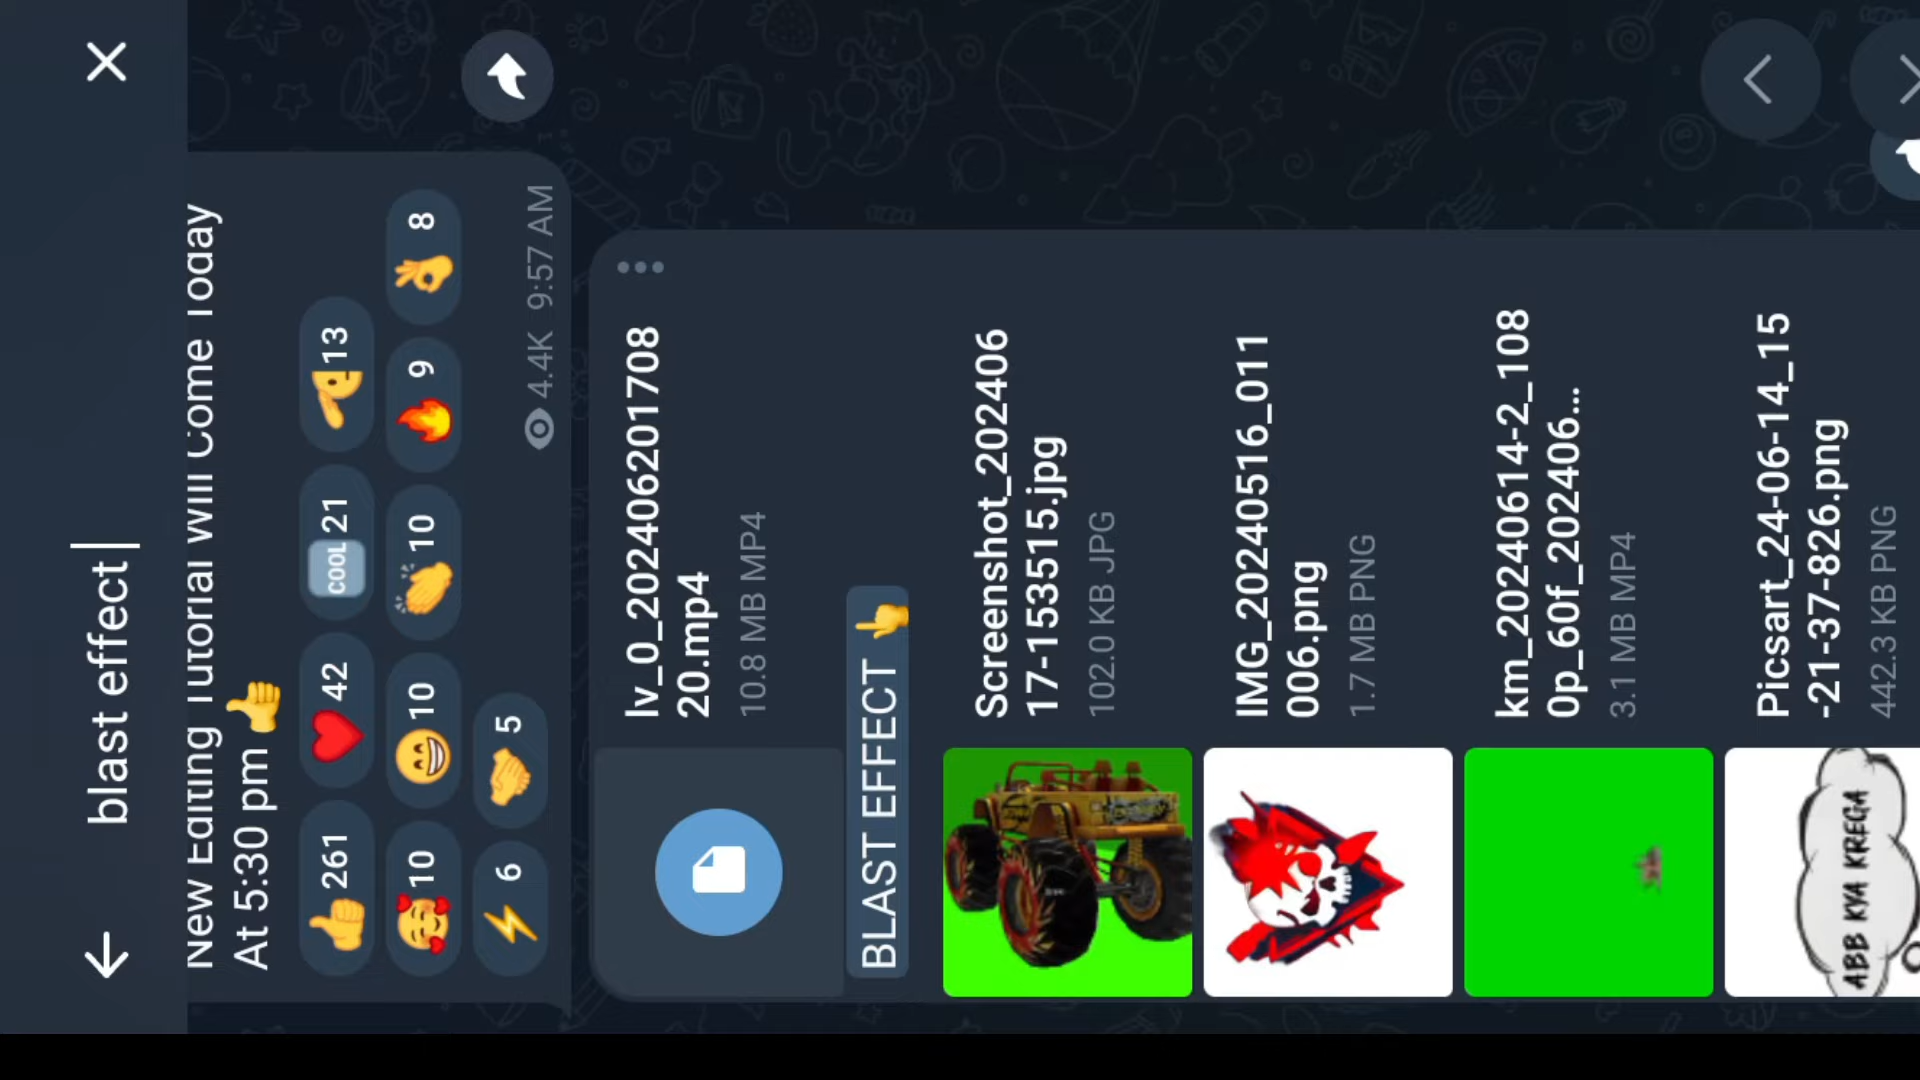 blast effect
New Editing Tutorial Will Come Today
At 5:30 pm 👍
👍 261 ❤️ 42 COOL 21 🫡 13
🥰 10 😁 10 👏 10 🔥 9 👌 8
⚡ 6 🤝 5
4.4K 9:57 AM
lv_0_202406201708
20.mp4
10.8 MB MP4
BLAST EFFECT 👆
Screenshot_202406
17-153515.jpg
102.0 KB JPG
IMG_20240516_011
006.png
1.7 MB PNG
km_20240614-2_108
0p_60f_202406...
3.1 MB MP4
Picsart_24-06-14_15
-21-37-826.png
442.3 KB PNG
ABB KYA KREGA